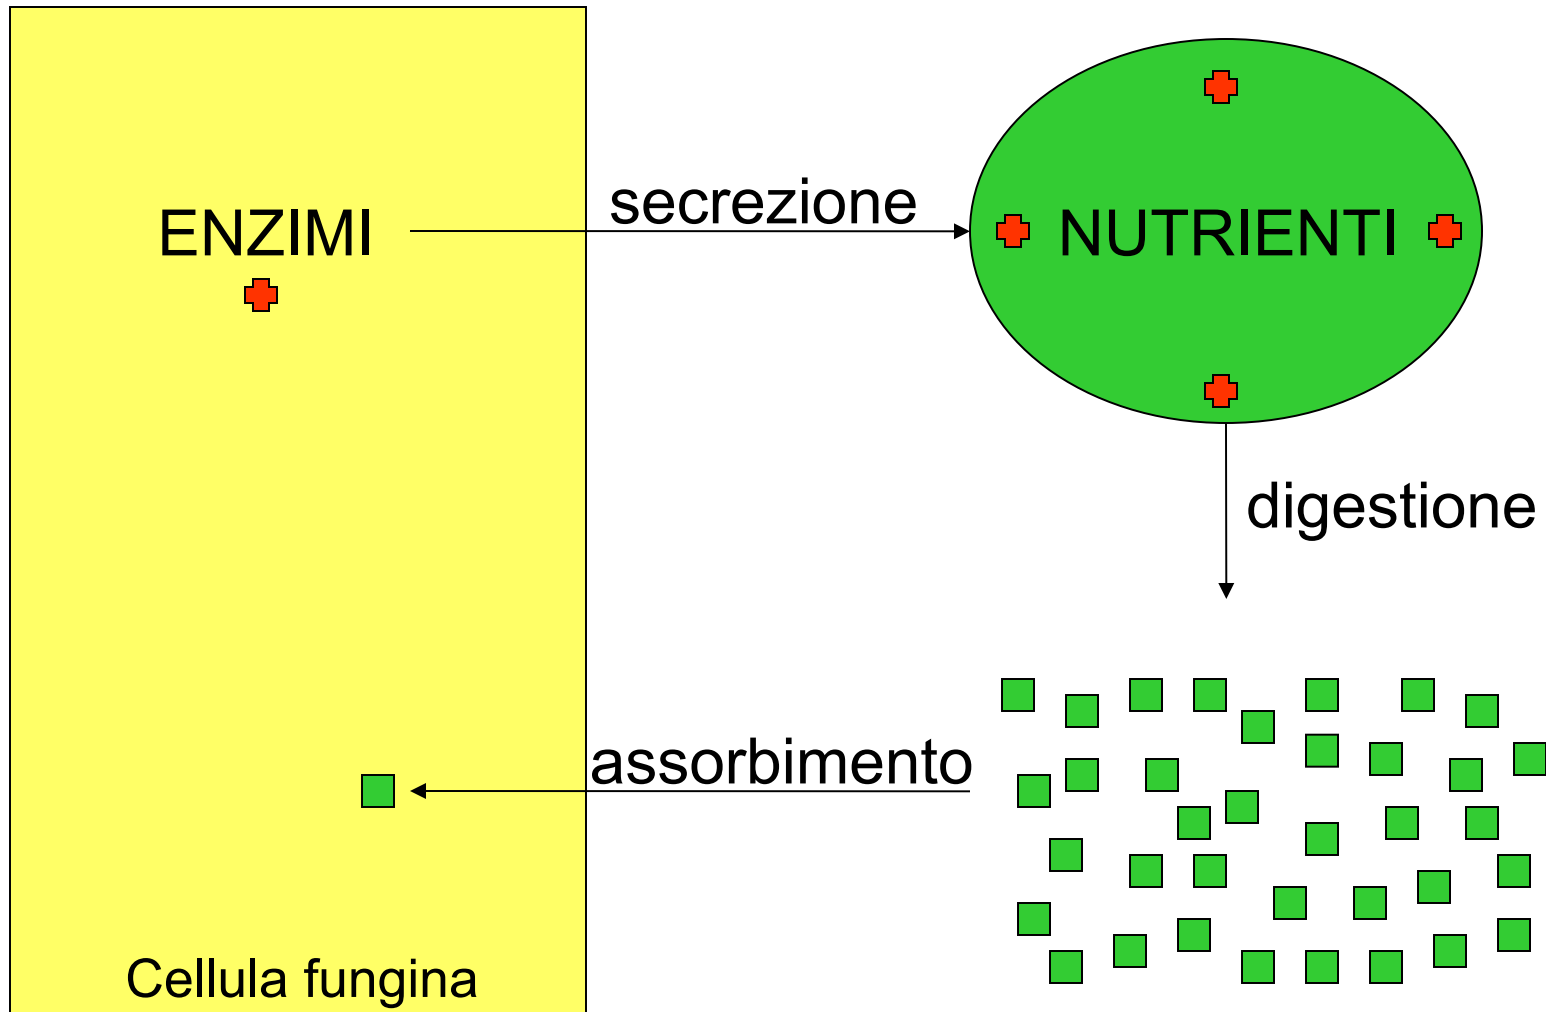 secrezione
ENZIMI
NUTRIENTI
digestione
assorbimento
Cellula fungina